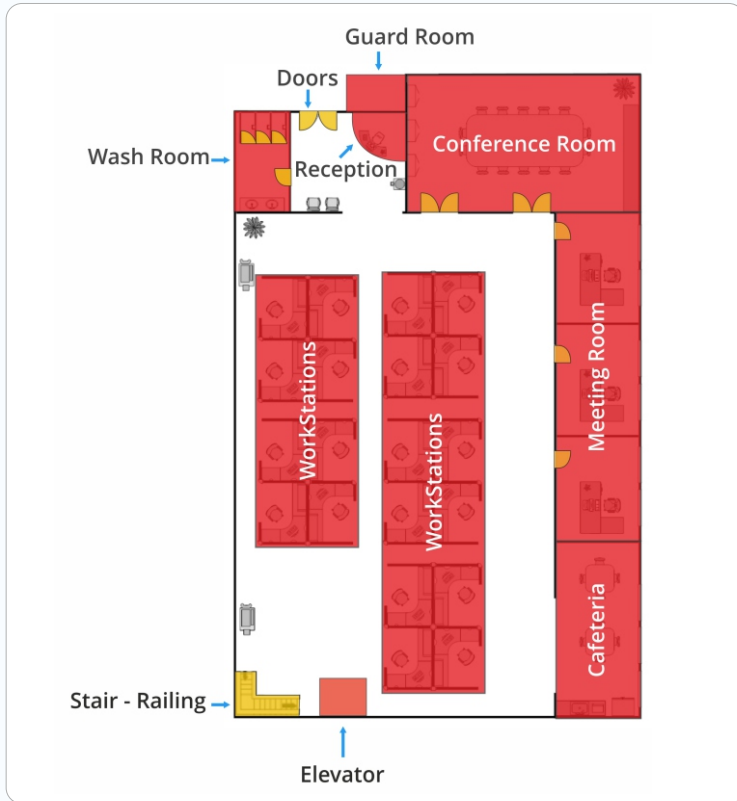 Guard Room
Doors
Conference Room
Wash Room
Reception
WorkStations
WorkStations
Meeting Room
Cafeteria
Stair - Railing
Elevator